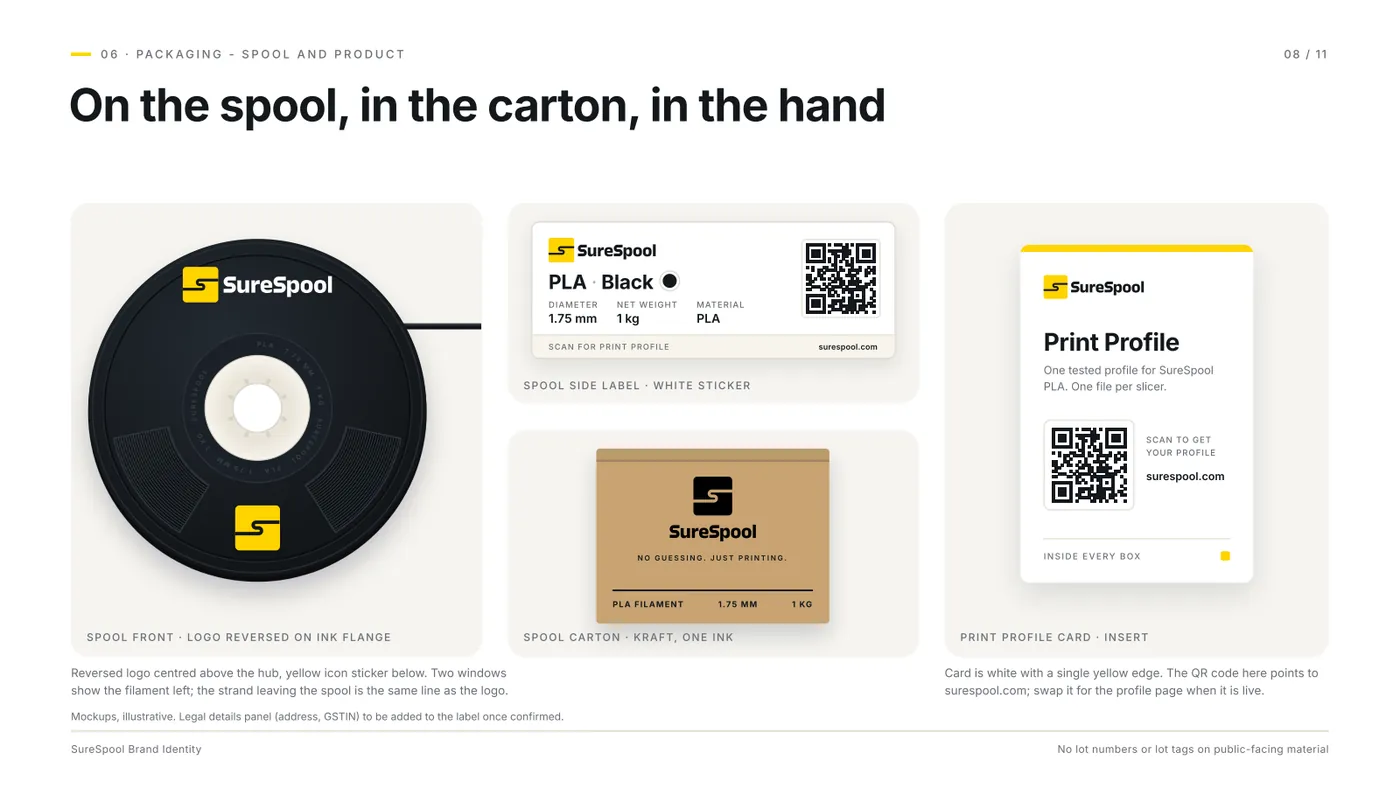 06 · PACKAGING - SPOOL AND PRODUCT
08 / 11
On the spool, in the carton, in the hand
SureSpool
SPOOL FRONT · LOGO REVERSED ON INK FLANGE
SureSpool
PLA · Black
DIAMETER NET WEIGHT MATERIAL
1.75 mm 1 kg PLA
SCAN FOR PRINT PROFILE surespool.com
SPOOL SIDE LABEL · WHITE STICKER
SureSpool
NO GUESSING. JUST PRINTING.
PLA FILAMENT 1.75 MM 1 KG
SPOOL CARTON · KRAFT, ONE INK
SureSpool
Print Profile
One tested profile for SureSpool
PLA. One file per slicer.
SCAN TO GET
YOUR PROFILE
surespool.com
INSIDE EVERY BOX
PRINT PROFILE CARD · INSERT
Reversed logo centred above the hub, yellow icon sticker below. Two windows
show the filament left; the strand leaving the spool is the same line as the logo.
Card is white with a single yellow edge. The QR code here points to
surespool.com; swap it for the profile page when it is live.
Mockups, illustrative. Legal details panel (address, GSTIN) to be added to the label once confirmed.
SureSpool Brand Identity
No lot numbers or lot tags on public-facing material